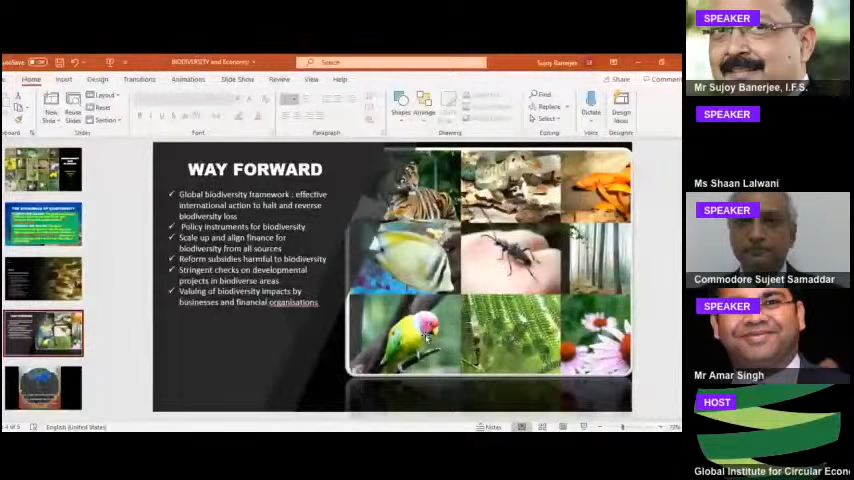 SPEAKER
Mr Sujoy Banerjee, I.F.S.
SPEAKER
Ms Shaan Lalwani
SPEAKER
Commodore Sujeet Samaddar
SPEAKER
Mr Amar Singh
HOST
Global Institute for Circular Econo
BIODIVERSITY and Economy
Search
Sujoy Banerjee
Home Insert Design Transitions Animations Slide Show Review View Help
Share Comment
New Slide
Reuse Slides
Layout
Reset
Section
Shapes Arrange
Find
Replace
Select
Dictate
Design Ideas
Slides Font Paragraph Drawing Editing Voice Designer
WAY FORWARD
✓ Global biodiversity framework : effective
international action to halt and reverse
biodiversity loss
✓ Policy instruments for biodiversity
✓ Scale up and align finance for
biodiversity from all sources
✓ Reform subsidies harmful to biodiversity
✓ Stringent checks on developmental
projects in biodiverse areas
✓ Valuing of biodiversity impacts by
businesses and financial organisations
English (United States)
Notes